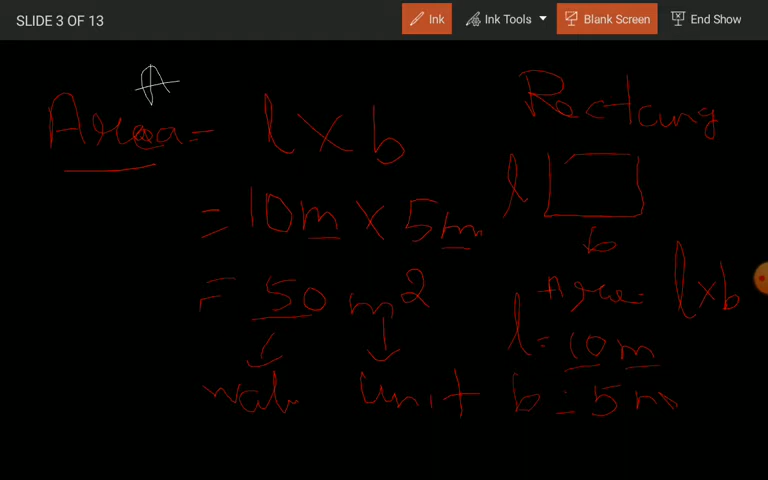 SLIDE 3 OF 13
Ink
Ink Tools
Blank Screen
End Show
A
Area = l × b
= 10m × 5m
= 50 m²
unit
Rectang
l
b
Area l×b
l = 10m
b = 5m